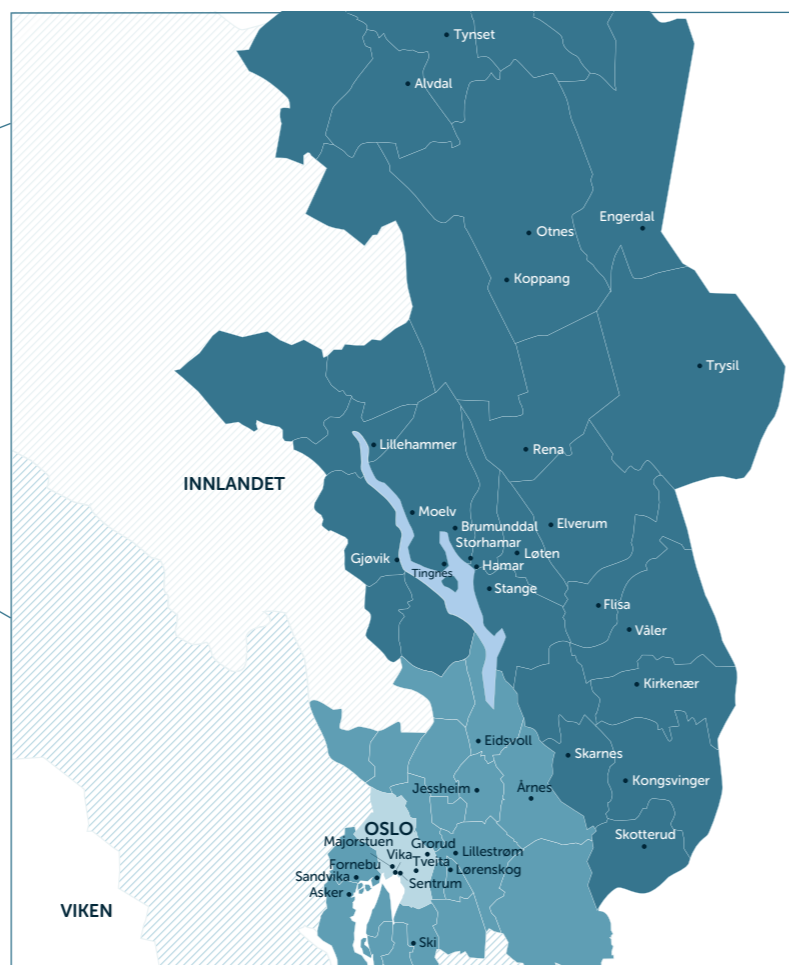 Tynset
Alvdal
Engerdal
Otnes
Koppang
Trysil
Lillehammer
Rena
INNLANDET
Moelv
Elverum
Brumunddal
Storhamar
Løten
Gjøvik
Hamar
Tingnes
Stange
Flisa
Våler
Kirkenær
Eidsvoll
Skarnes
Kongsvinger
Jessheim
Årnes
OSLO
Skotterud
Majorstuen
Grorud
Vika
Lillestrøm
Fornebu
Tveita
Lørenskog
Sandvika
Sentrum
Asker
VIKEN
Ski